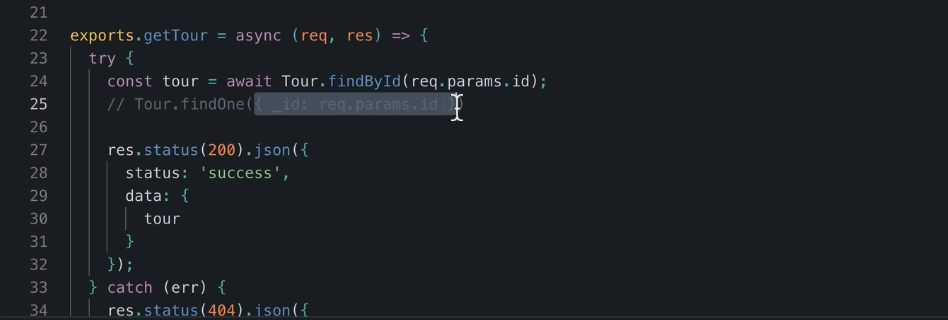 21
22 exports.getTour = async (req, res) => {
23 try {
24 const tour = await Tour.findById(req.params.id);
25 // Tour.findOne({ _id: req.params.id })
26
27 res.status(200).json({
28 status: 'success',
29 data: {
30 tour
31 }
32 });
33 } catch (err) {
34 res.status(404).json({